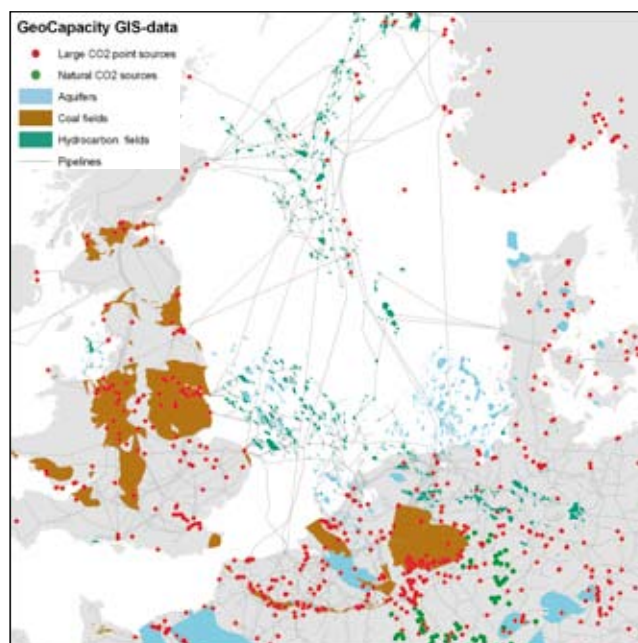 GeoCapacity GIS-data
Large CO2 point sources
Natural CO2 sources
Aquifers
Coal fields
Hydrocarbon fields
Pipelines